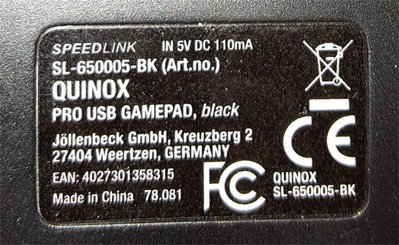 SPEEDLINK IN 5V DC 110mA
SL-650005-BK (Art.no.)
QUINOX
PRO USB GAMEPAD, black
Jöllenbeck GmbH, Kreuzberg 2
27404 Weertzen, GERMANY
EAN: 4027301358315
Made in China 78.081
FC
CE
QUINOX
SL-650005-BK